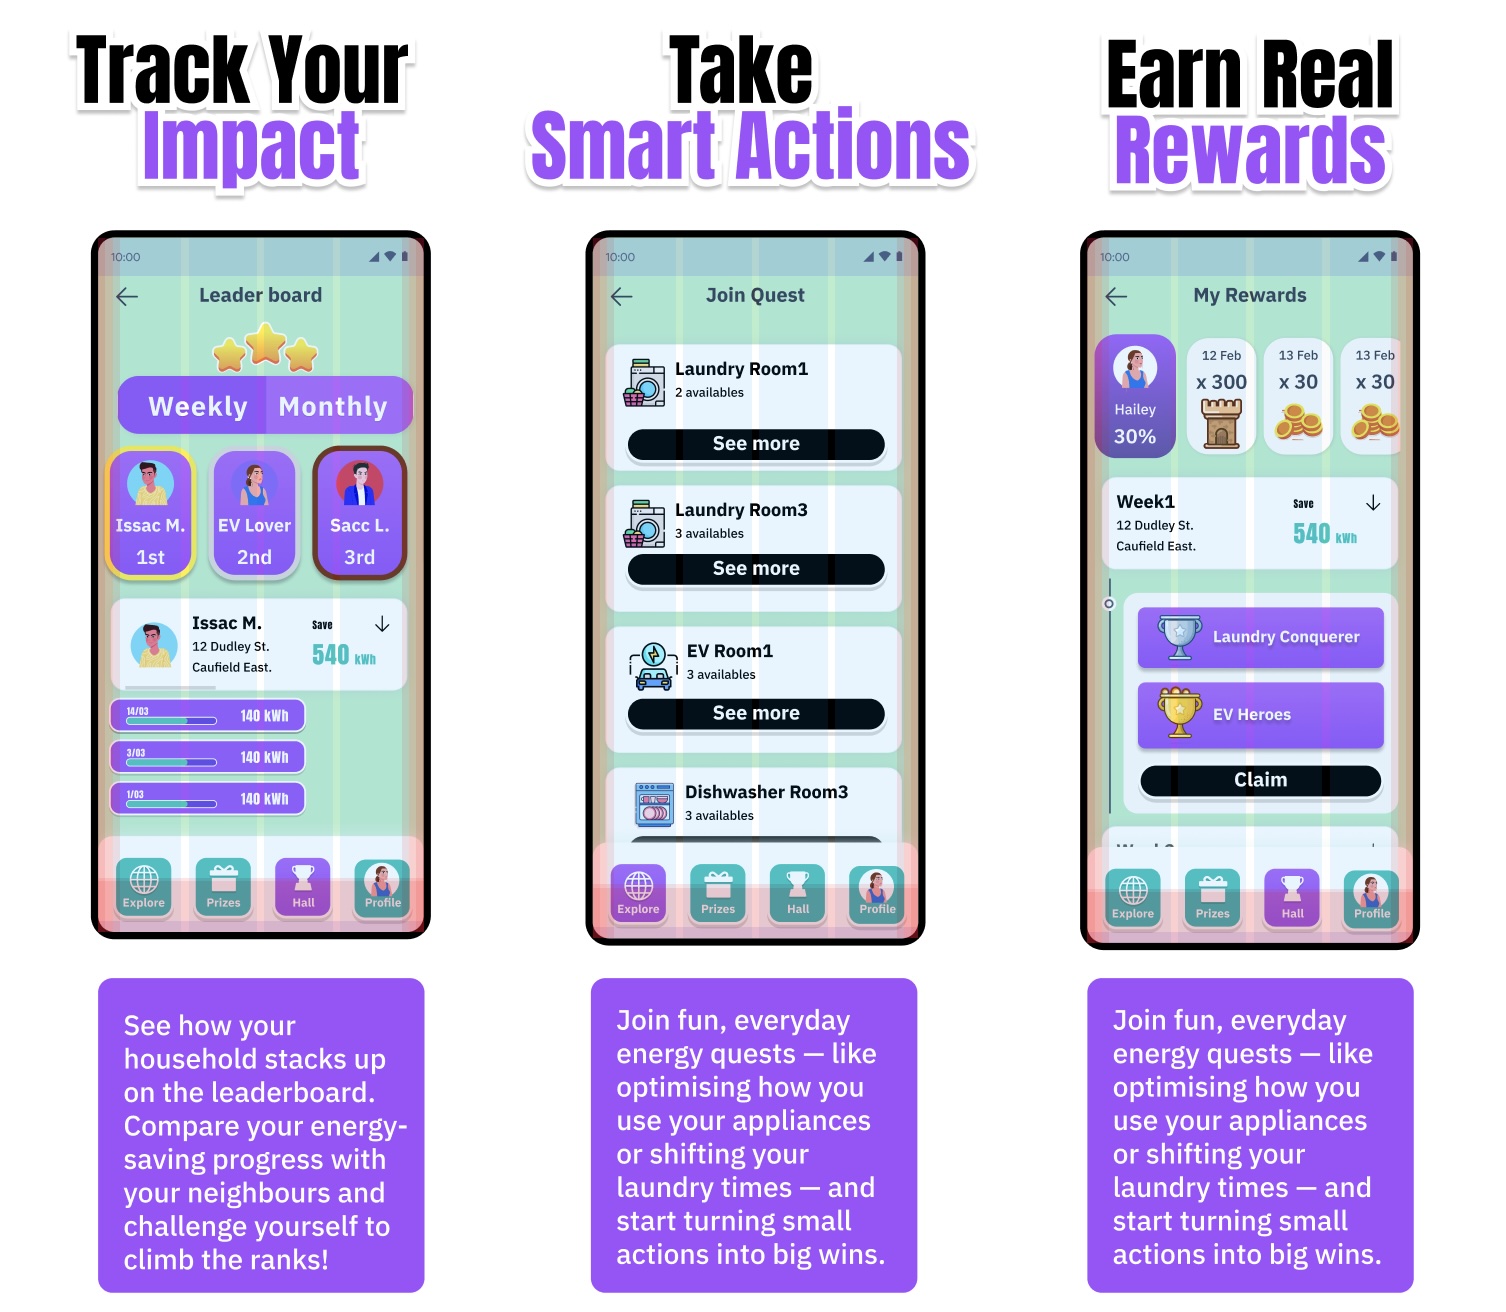 Track Your
Impact
10:00
Leader board
Weekly Monthly
Issac M.
1st
EV Lover
2nd
Sacc L.
3rd
Issac M.
12 Dudley St.
Caufield East.
Save
540 kWh
14/03
140 kWh
3/03
140 kWh
1/03
140 kWh
Explore
Prizes
Hall
Profile
See how your
household stacks up
on the leaderboard.
Compare your energy-
saving progress with
your neighbours and
challenge yourself to
climb the ranks!
Take
Smart Actions
10:00
Join Quest
Laundry Room1
2 availables
See more
Laundry Room3
3 availables
See more
EV Room1
3 availables
See more
Dishwasher Room3
3 availables
Explore
Prizes
Hall
Profile
Join fun, everyday
energy quests — like
optimising how you
use your appliances
or shifting your
laundry times — and
start turning small
actions into big wins.
Earn Real
Rewards
10:00
My Rewards
Hailey
30%
12 Feb
x 300
13 Feb
x 30
13 Feb
x 30
Week1
12 Dudley St.
Caufield East.
Save
540 kWh
Laundry Conquerer
EV Heroes
Claim
Explore
Prizes
Hall
Profile
Join fun, everyday
energy quests — like
optimising how you
use your appliances
or shifting your
laundry times — and
start turning small
actions into big wins.